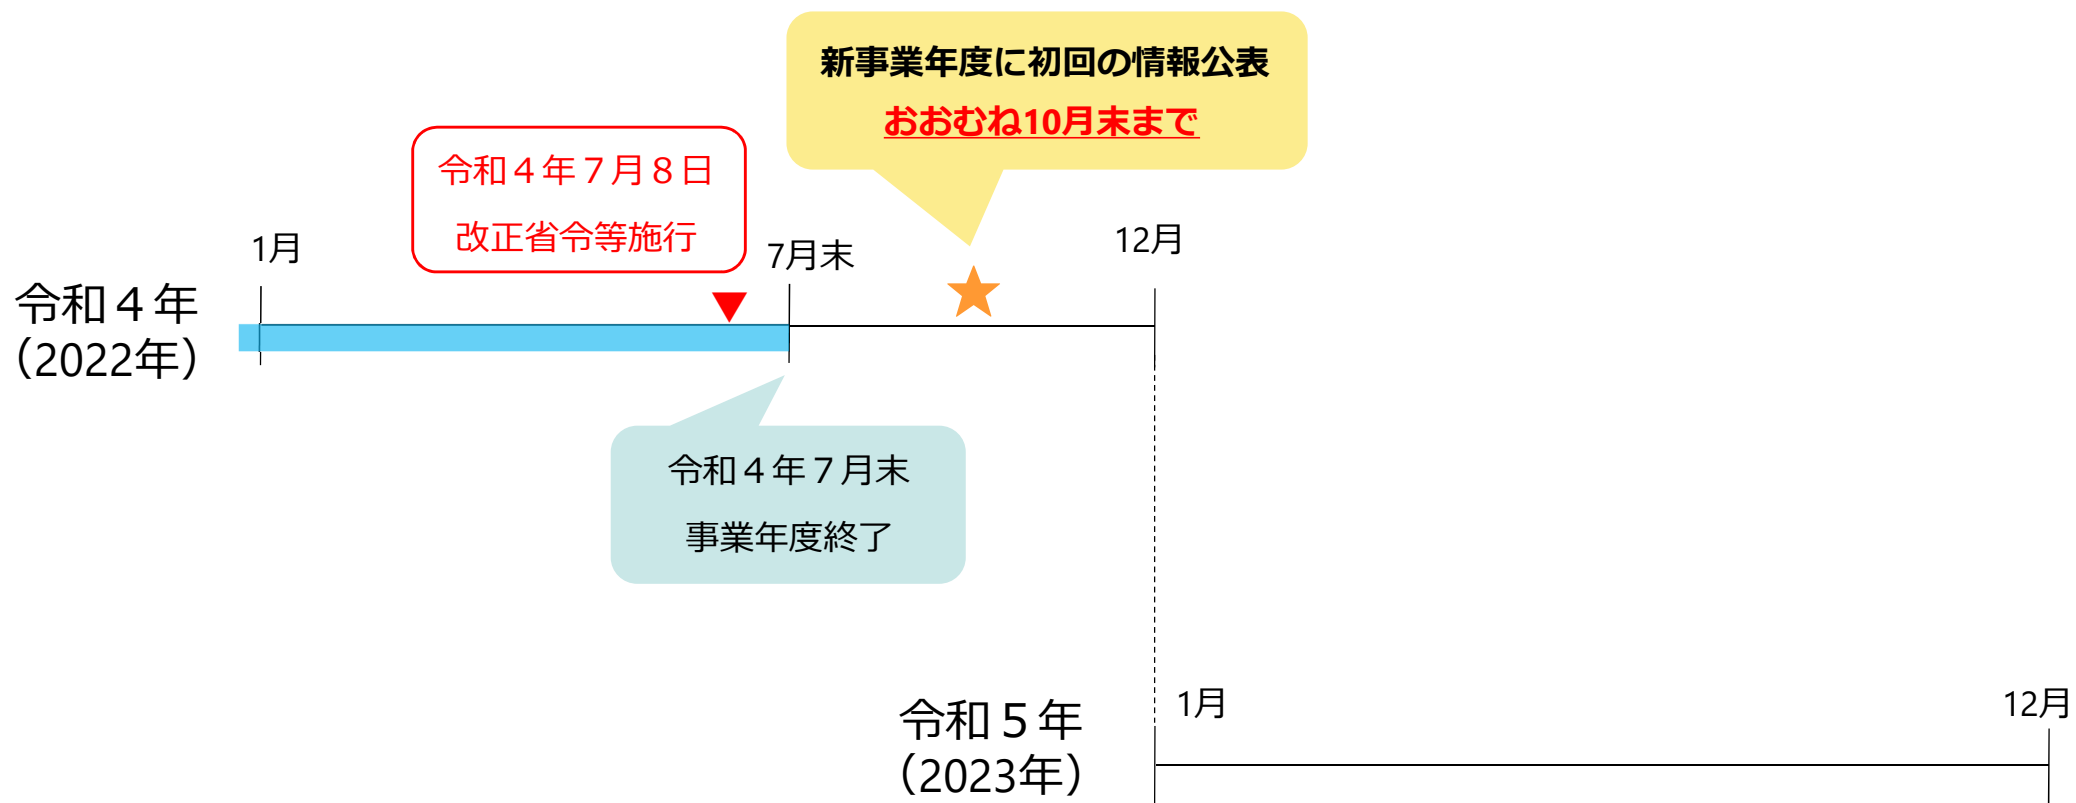 新事業年度に初回の情報公表
おおむね10月末まで
令和４年７月８日
改正省令等施行
1月
7月末
12月
令和４年
（2022年）
令和４年７月末
事業年度終了
令和５年
（2023年）
1月
12月